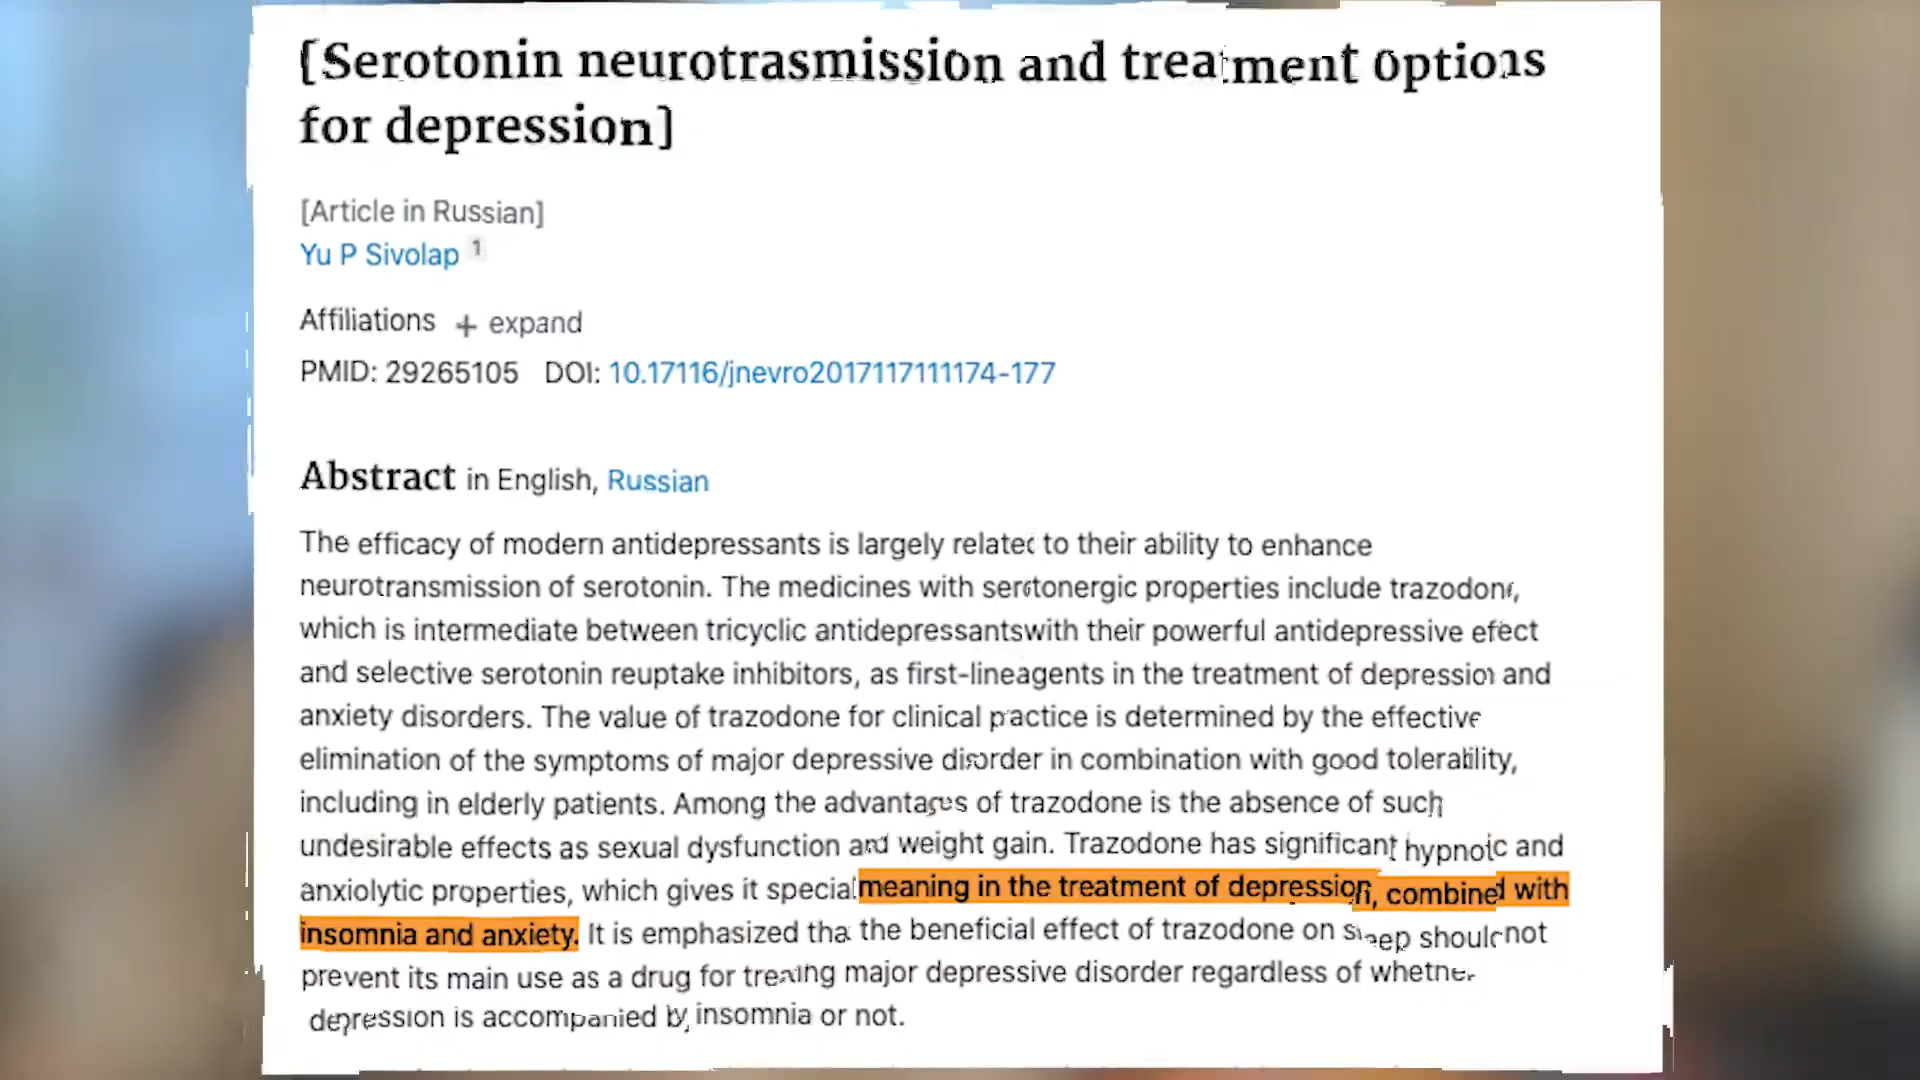 [Serotonin neurotrasmission and treatment options
for depression]
[Article in Russian]
Yu P Sivolap 1
Affiliations + expand
PMID: 29265105 DOI: 10.17116/jnevro2017117111174-177
Abstract in English, Russian
The efficacy of modern antidepressants is largely related to their ability to enhance
neurotransmission of serotonin. The medicines with serotonergic properties include trazodone,
which is intermediate between tricyclic antidepressantswith their powerful antidepressive efect
and selective serotonin reuptake inhibitors, as first-lineagents in the treatment of depression and
anxiety disorders. The value of trazodone for clinical practice is determined by the effective
elimination of the symptoms of major depressive disorder in combination with good tolerability,
including in elderly patients. Among the advantages of trazodone is the absence of such
undesirable effects as sexual dysfunction and weight gain. Trazodone has significant hypnotic and
anxiolytic properties, which gives it special meaning in the treatment of depression, combined with
insomnia and anxiety. It is emphasized that the beneficial effect of trazodone on sleep should not
prevent its main use as a drug for treating major depressive disorder regardless of whether
depression is accompanied by insomnia or not.